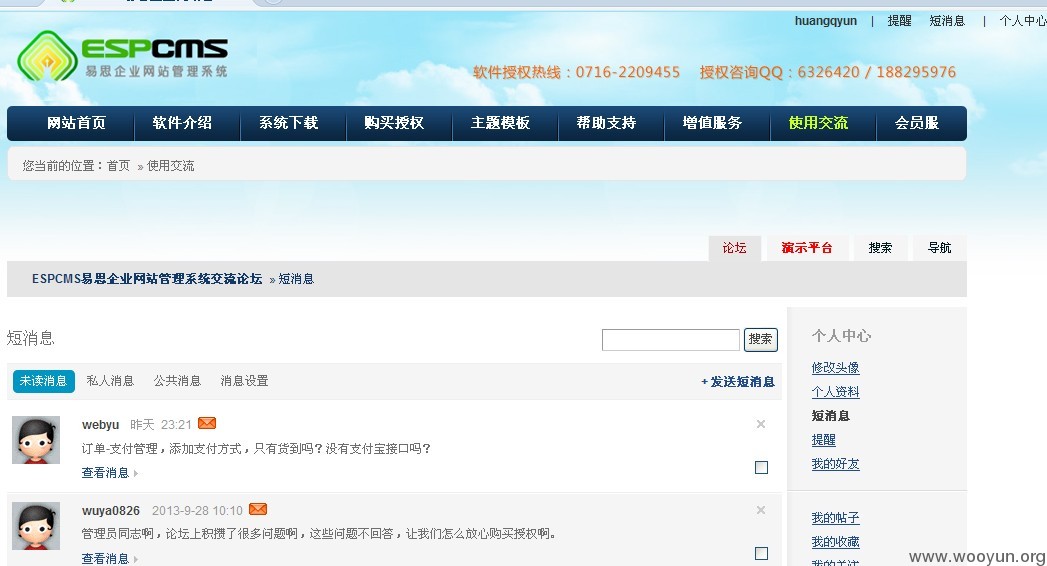 huangqyun | 提醒 短消息 | 个人中心
ESPCMS
易思企业网站管理系统
软件授权热线：0716-2209455 授权咨询QQ：6326420 / 188295976
网站首页 软件介绍 系统下载 购买授权 主题模板 帮助支持 增值服务 使用交流 会员服
您当前的位置：首页 » 使用交流
论坛 演示平台 搜索 导航
ESPCMS易思企业网站管理系统交流论坛 » 短消息
短消息
搜索
未读消息 私人消息 公共消息 消息设置
+发送短消息
webyu 昨天 23:21
订单-支付管理，添加支付方式，只有货到吗？没有支付宝接口吗？
查看消息
wuya0826 2013-9-28 10:10
管理员同志啊，论坛上积攒了很多问题啊，这些问题不回答，让我们怎么放心购买授权啊。
查看消息
个人中心
修改头像
个人资料
短消息
提醒
我的好友
我的帖子
我的收藏
我的关注
www.wooyun.org